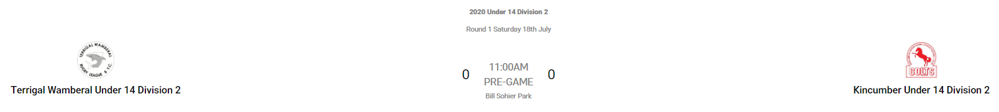 2020 Under 14 Division 2
Round 1 Saturday 18th July
TERRIGAL WAMBERAL
RUGBY LEAGUE & Y.C.
Terrigal Wamberal Under 14 Division 2
0
11:00AM
PRE-GAME
0
Bill Sohier Park
COLTS
Kincumber Under 14 Division 2